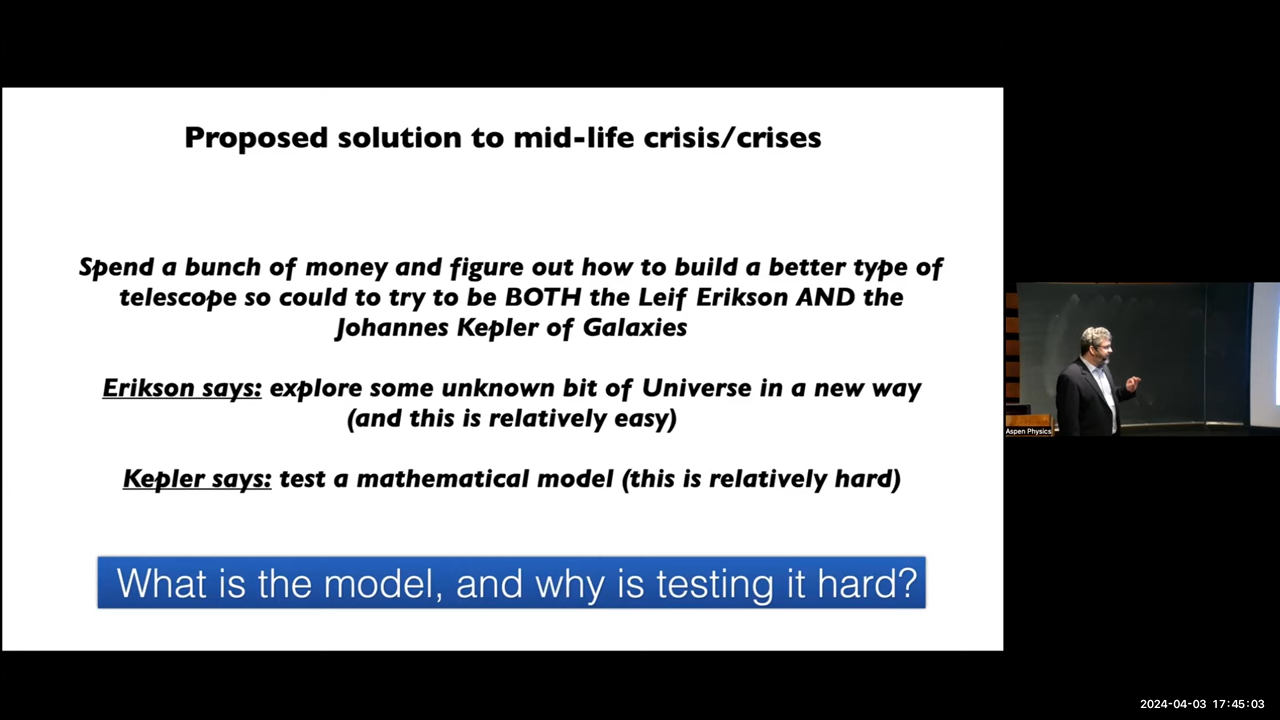 Proposed solution to mid-life crisis/crises
Spend a bunch of money and figure out how to build a better type of
telescope so could to try to be BOTH the Leif Erikson AND the
Johannes Kepler of Galaxies
Erikson says: explore some unknown bit of Universe in a new way
(and this is relatively easy)
Kepler says: test a mathematical model (this is relatively hard)
What is the model, and why is testing it hard?
Aspen Physics
2024-04-03 17:45:03